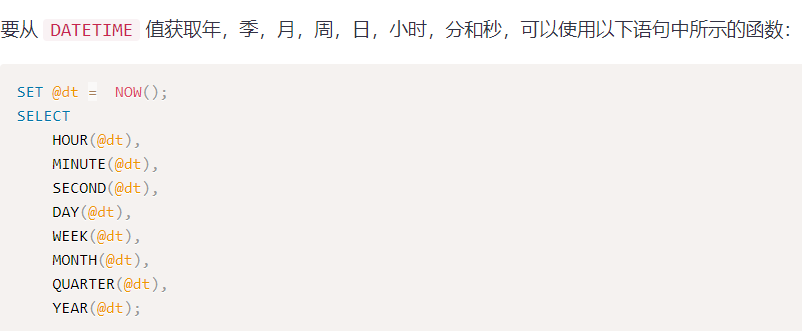 要从 DATETIME 值获取年，季，月，周，日，小时，分和秒，可以使用以下语句中所示的函数：
SET @dt =  NOW();
SELECT
    HOUR(@dt),
    MINUTE(@dt),
    SECOND(@dt),
    DAY(@dt),
    WEEK(@dt),
    MONTH(@dt),
    QUARTER(@dt),
    YEAR(@dt);